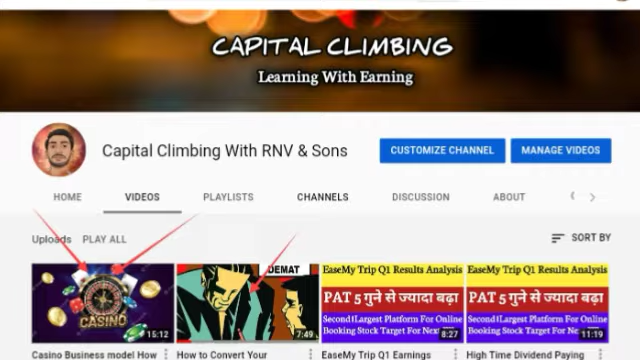 CAPITAL CLIMBING
Learning With Earning
Capital Climbing With RNV & Sons
CUSTOMIZE CHANNEL
MANAGE VIDEOS
HOME
VIDEOS
PLAYLISTS
CHANNELS
DISCUSSION
ABOUT
Uploads
PLAY ALL
SORT BY
CASINO
15:12
DEMAT
7:49
EaseMy Trip Q1 Results Analysis
PAT 5 गुने से ज्यादा बढ़ा
Second Largest Platform For Online
Booking Stock Target For
8:27
EaseMy Trip Q1 Results Analysis
PAT 5 गुने से ज्यादा बढ़ा
Second Largest Platform For Online
Booking Stock Target For
11:19
Casino Business model How
How to Convert Your
EaseMy Trip Q1 Earnings
High Time Dividend Paying